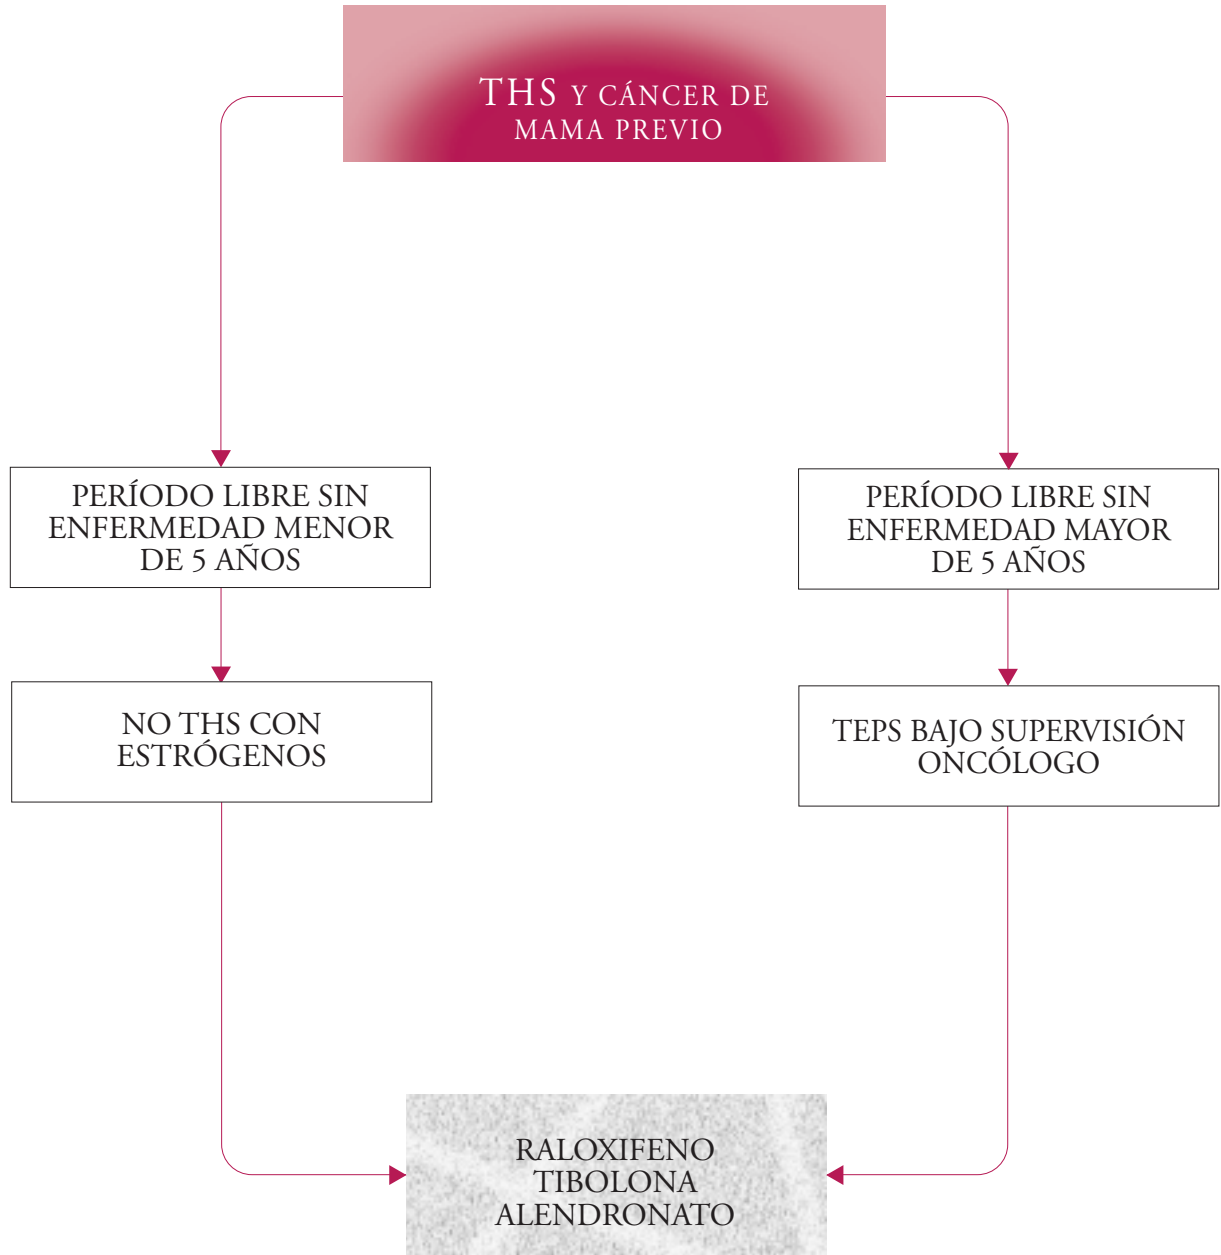 THS Y CÁNCER DE
MAMA PREVIO
PERÍODO LIBRE SIN
ENFERMEDAD MENOR
DE 5 AÑOS
PERÍODO LIBRE SIN
ENFERMEDAD MAYOR
DE 5 AÑOS
NO THS CON
ESTRÓGENOS
TEPS BAJO SUPERVISIÓN
ONCÓLOGO
RALOXIFENO
TIBOLONA
ALENDRONATO